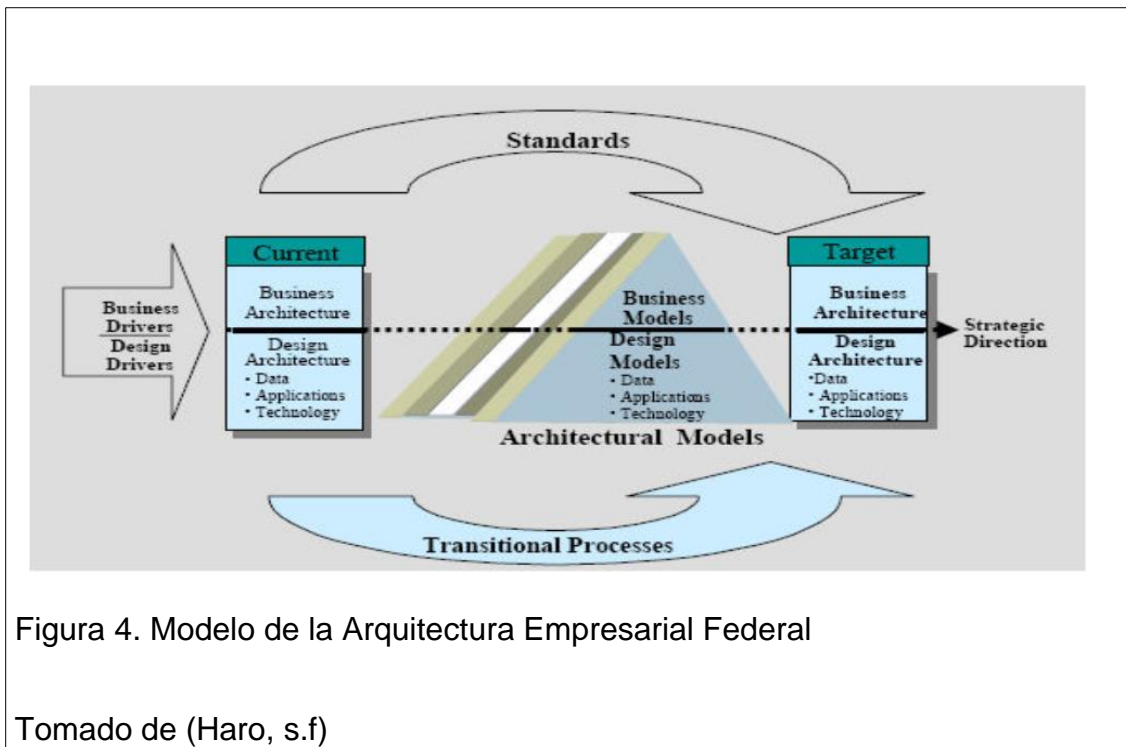 Standards
Business
Drivers
Design
Drivers
Current
Business
Architecture
Design
Architecture
• Data
• Applications
• Technology
Business
Models
Design
Models
• Data
• Applications
• Technology
Architectural Models
Target
Business
Architecture
Design
Architecture
•Data
• Applications
• Technology
Strategic
Direction
Transitional Processes
Figura 4. Modelo de la Arquitectura Empresarial Federal
Tomado de (Haro, s.f)